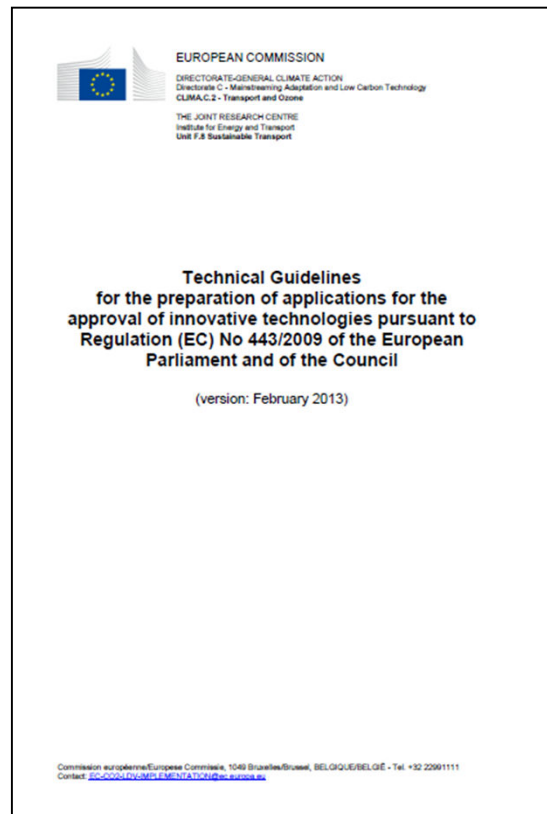 EUROPEAN COMMISSION
DIRECTORATE-GENERAL CLIMATE ACTION
Directorate C - Mainstreaming Adaptation and Low Carbon Technology
CLIMA.C.2 - Transport and Ozone
THE JOINT RESEARCH CENTRE
Institute for Energy and Transport
Unit F.8 Sustainable Transport
Technical Guidelines
for the preparation of applications for the
approval of innovative technologies pursuant to
Regulation (EC) No 443/2009 of the European
Parliament and of the Council
(version: February 2013)
Commission européenne/Europese Commissie, 1049 Bruxelles/Brussel, BELGIQUE/BELGIË - Tel. +32 22991111
Contact: EC-CO2-LDV-IMPLEMENTATION@ec.europa.eu